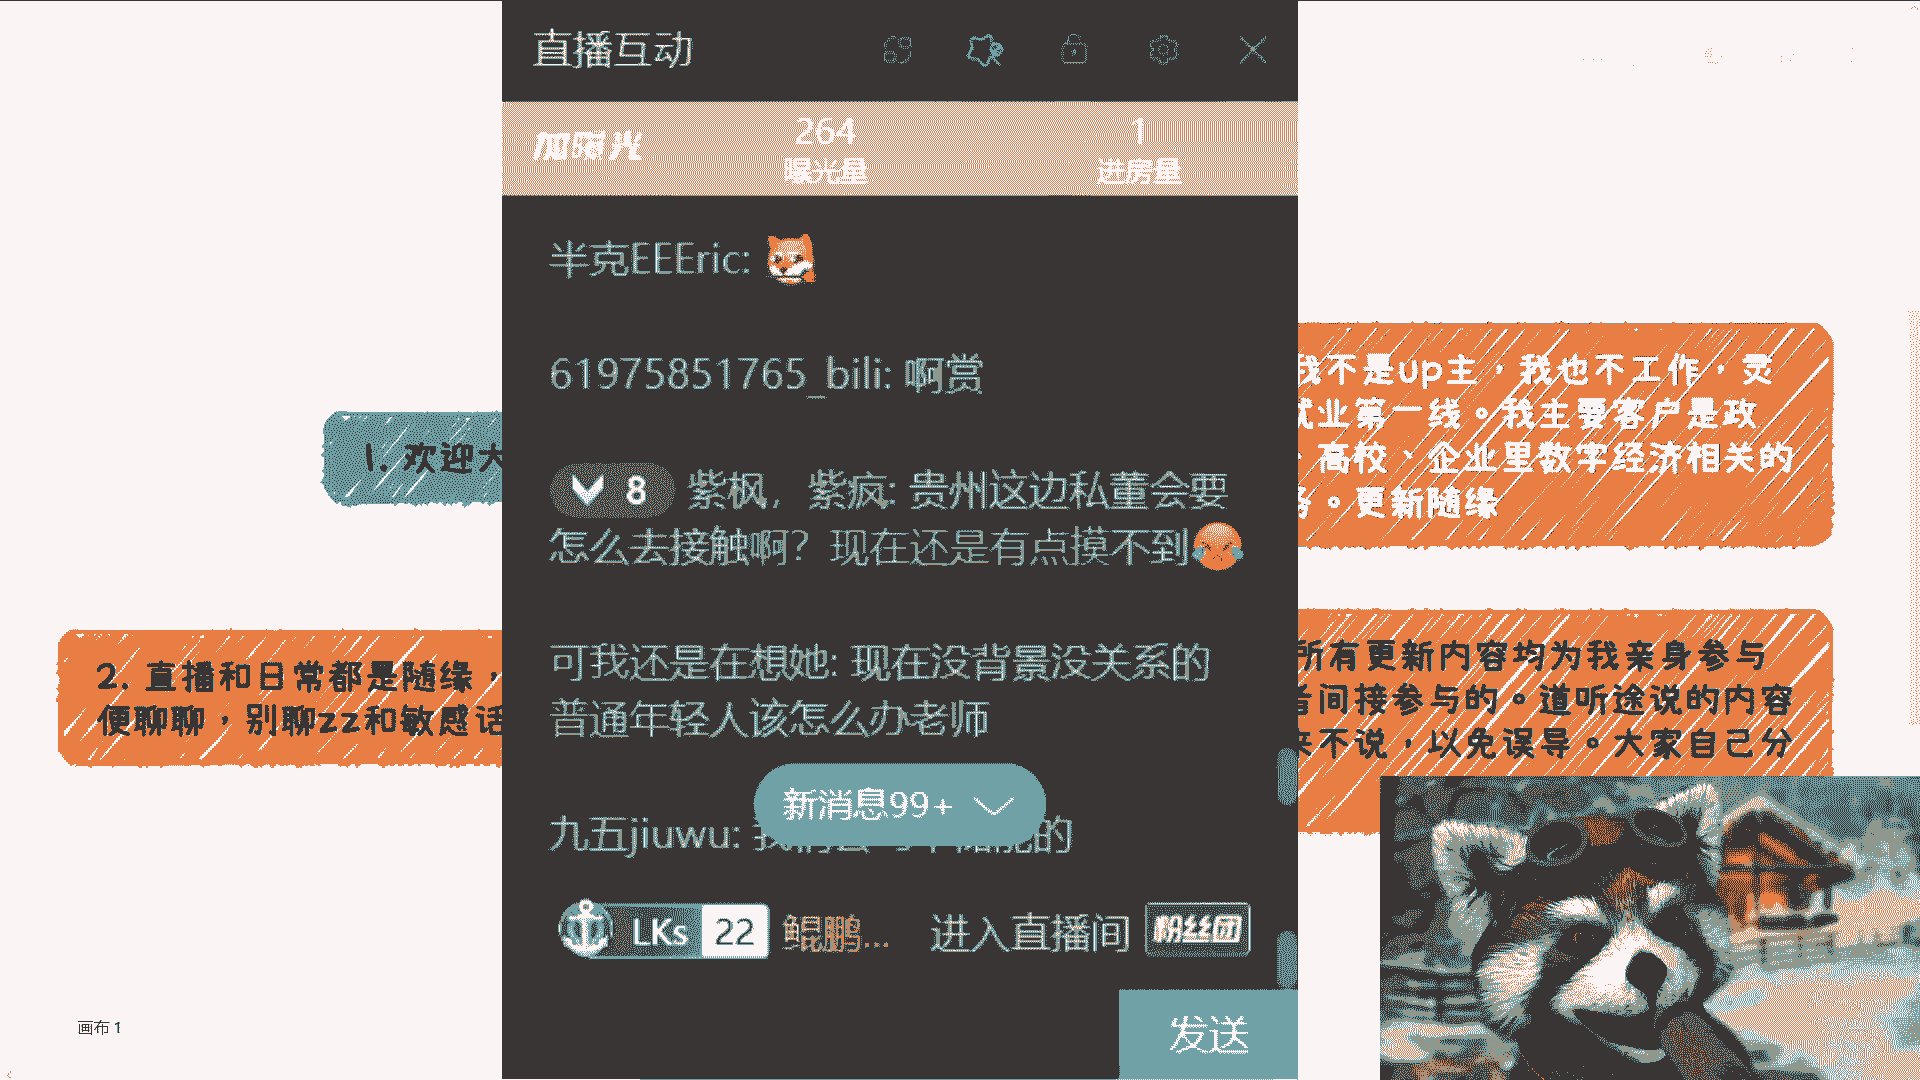 直播互动
加曝光
264
曝光量
1
进房量
半克EEEric:
61975851765_bili: 啊赏
8 紫枫，紫疯: 贵州这边私董会要
怎么去接触啊？现在还是有点摸不到
可我还是在想她: 现在没背景没关系的
普通年轻人该怎么办老师
新消息99+
九五jiuwu:
的
LKs 22 鲲鹏... 进入直播间 粉丝团
发送
1. 欢迎大
2. 直播和日常都是随缘，
便聊聊，别聊zz和敏感话
我不是up主，我也不工作，灵
就业第一线。我主要客户是政
、高校、企业里数字经济相关的
务。更新随缘
所有更新内容均为我亲身参与
者间接参与的。道听途说的内容
来不说，以免误导。大家自己分
画布 1